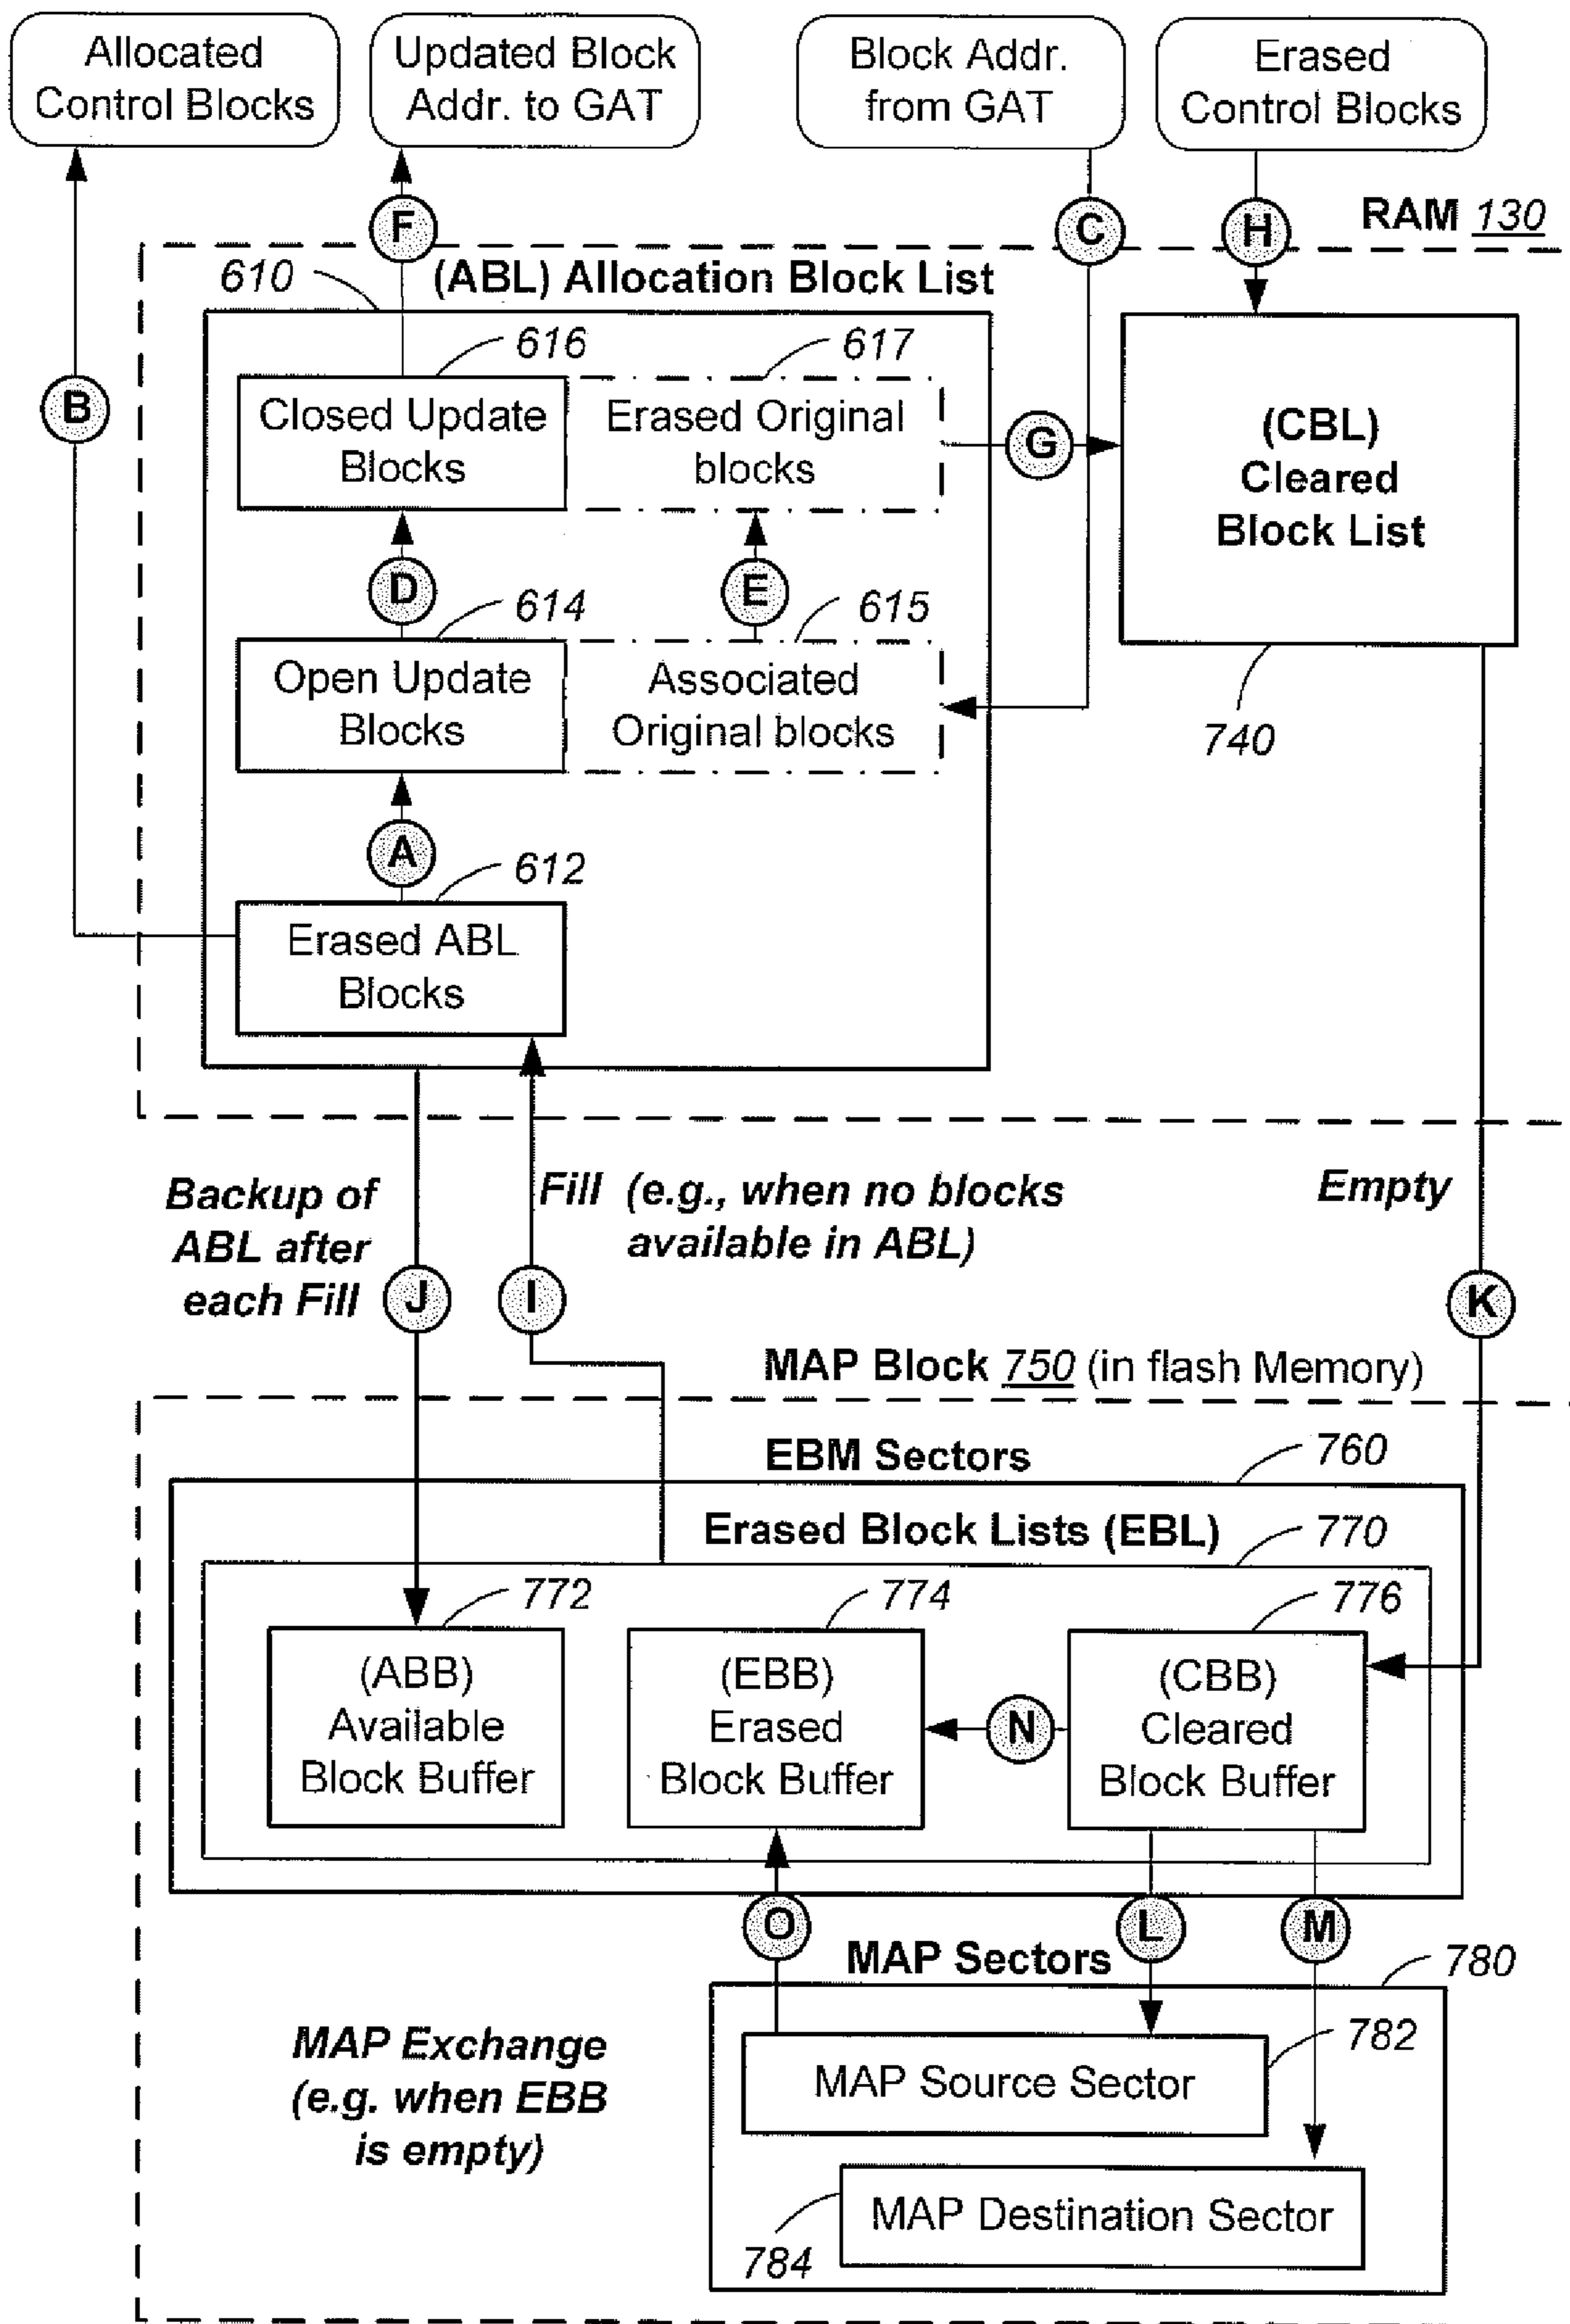 Allocated
Control Blocks
Updated Block
Addr. to GAT
Block Addr.
from GAT
Erased
Control Blocks
F
C
H
RAM 130
610
(ABL) Allocation Block List
616
617
B
Closed Update
Blocks
Erased Original
blocks
G
(CBL)
Cleared
Block List
D
614
E
615
Open Update
Blocks
Associated
Original blocks
740
A
612
Erased ABL
Blocks
Backup of
ABL after
each Fill
J
Fill (e.g., when no blocks
available in ABL)
I
Empty
K
MAP Block 750 (in flash Memory)
EBM Sectors
760
Erased Block Lists (EBL)
770
772
774
776
(ABB)
Available
Block Buffer
(EBB)
Erased
Block Buffer
N
(CBB)
Cleared
Block Buffer
O
L
M
MAP Sectors
780
MAP Exchange
(e.g. when EBB
is empty)
782
MAP Source Sector
MAP Destination Sector
784